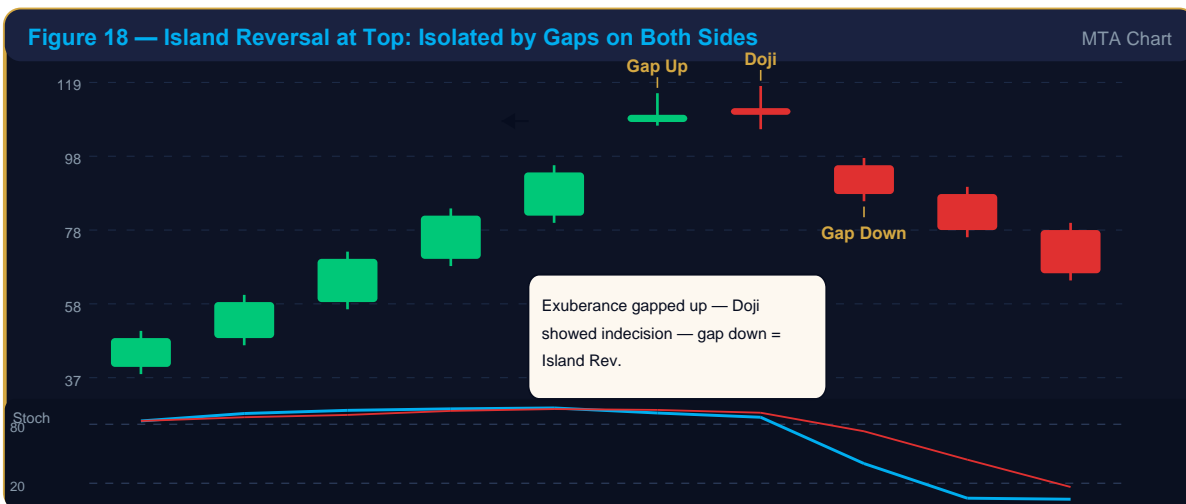 Figure 18 — Island Reversal at Top: Isolated by Gaps on Both Sides
MTA Chart
Gap Up
Doji
119
98
78
Gap Down
58
37
Exuberance gapped up — Doji
showed indecision — gap down =
Island Rev.
Stoch
80
20